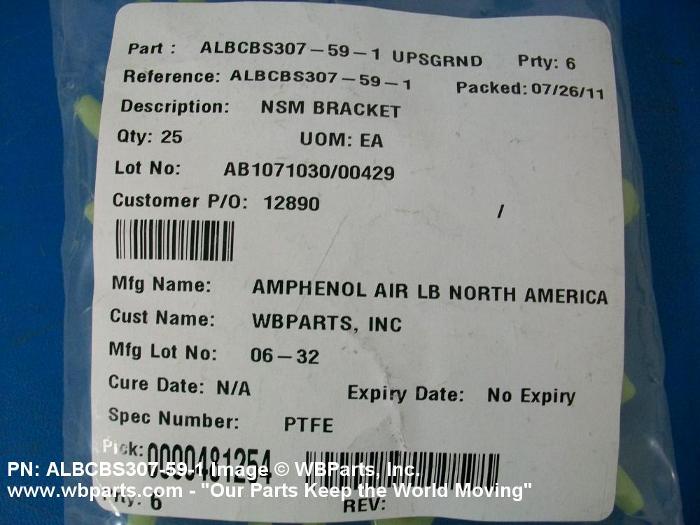 Part : ALBCBS307-59-1 UPSGRND Prty: 6
Reference: ALBCBS307-59-1 Packed: 07/26/11
Description: NSM BRACKET
Qty: 25 UOM: EA
Lot No: AB1071030/00429
Customer P/O: 12890 /
Mfg Name: AMPHENOL AIR LB NORTH AMERICA
Cust Name: WBPARTS, INC
Mfg Lot No: 06-32
Cure Date: N/A Expiry Date: No Expiry
Spec Number: PTFE
Pick: 0000481254
PN: ALBCBS307-59-1 Image © WBParts, Inc.
www.wbparts.com - "Our Parts Keep the World Moving"
Prty: 6 REV: